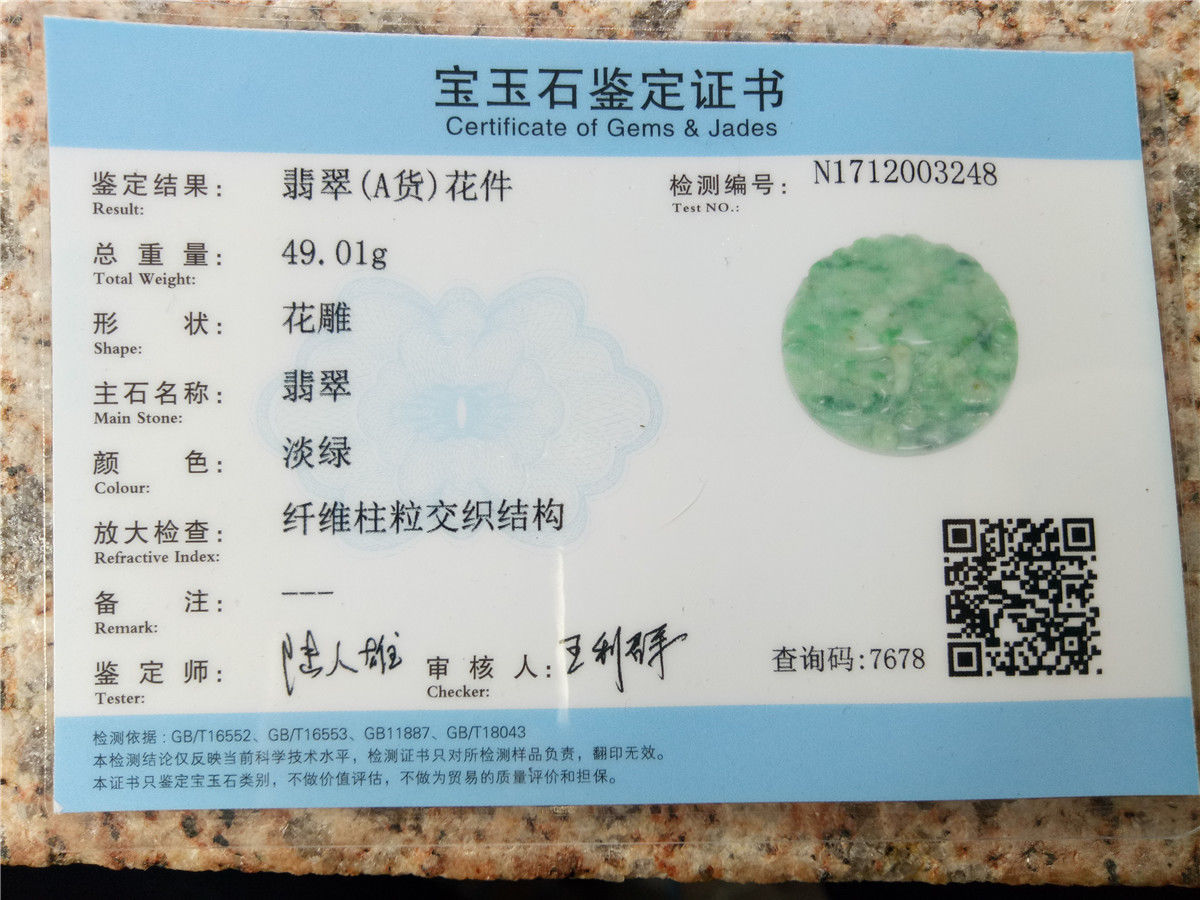 宝玉石鉴定证书
Certificate of Gems & Jades
鉴定结果: 翡翠(A货)花件
Result:
检测编号: N1712003248
Test NO.:
总重量: 49.01g
Total Weight:
形状: 花雕
Shape:
主石名称: 翡翠
Main Stone:
颜色: 淡绿
Colour:
放大检查: 纤维柱粒交织结构
Refractive Index:
备注: ---
Remark:
鉴定师: 陆人雄 审核人: 王利群
Tester: Checker:
查询码:7678
检测依据:GB/T16552、GB/T16553、GB11887、GB/T18043
本检测结论仅反映当前科学技术水平，检测证书只对所检测样品负责，翻印无效。
本证书只鉴定宝玉石类别，不做价值评估，不做为贸易的质量评价和担保。